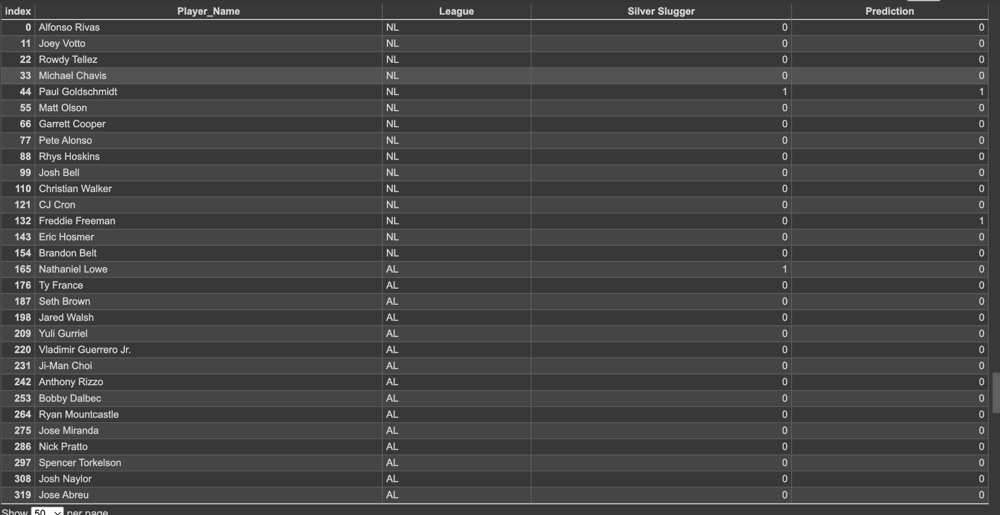 index Player_Name League Silver Slugger Prediction
0 Alfonso Rivas NL 0 0
11 Joey Votto NL 0 0
22 Rowdy Tellez NL 0 0
33 Michael Chavis NL 0 0
44 Paul Goldschmidt NL 1 1
55 Matt Olson NL 0 0
66 Garrett Cooper NL 0 0
77 Pete Alonso NL 0 0
88 Rhys Hoskins NL 0 0
99 Josh Bell NL 0 0
110 Christian Walker NL 0 0
121 CJ Cron NL 0 0
132 Freddie Freeman NL 0 1
143 Eric Hosmer NL 0 0
154 Brandon Belt NL 0 0
165 Nathaniel Lowe AL 1 0
176 Ty France AL 0 0
187 Seth Brown AL 0 0
198 Jared Walsh AL 0 0
209 Yuli Gurriel AL 0 0
220 Vladimir Guerrero Jr. AL 0 0
231 Ji-Man Choi AL 0 0
242 Anthony Rizzo AL 0 0
253 Bobby Dalbec AL 0 0
264 Ryan Mountcastle AL 0 0
275 Jose Miranda AL 0 0
286 Nick Pratto AL 0 0
297 Spencer Torkelson AL 0 0
308 Josh Naylor AL 0 0
319 Jose Abreu AL 0 0
Show 50 per page